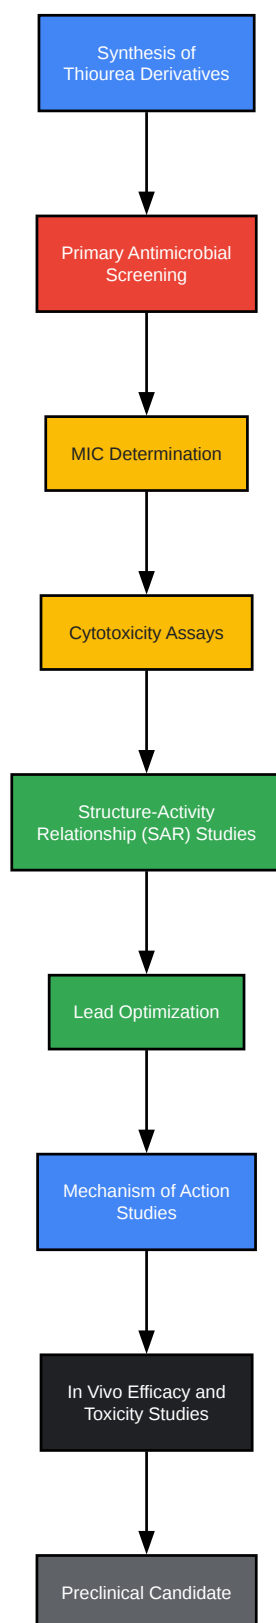 Synthesis of
Thiourea Derivatives
Primary Antimicrobial
Screening
MIC Determination
Cytotoxicity Assays
Structure-Activity
Relationship (SAR) Studies
Lead Optimization
Mechanism of Action
Studies
In Vivo Efficacy and
Toxicity Studies
Preclinical Candidate